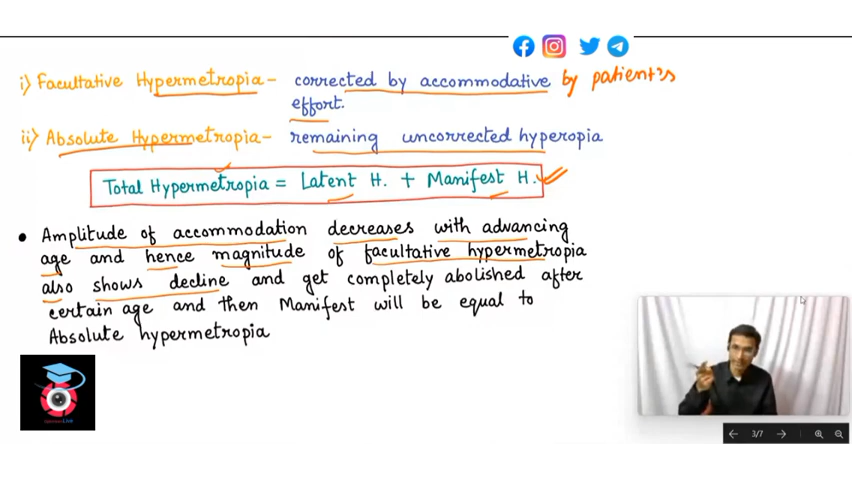 i) Facultative Hypermetropia - corrected by accommodative by patient's
effort.
ii) Absolute Hypermetropia - remaining uncorrected hyperopia
Total Hypermetropia = Latent H. + Manifest H.
• Amplitude of accommodation decreases with advancing
age and hence magnitude of facultative hypermetropia
also shows decline and get completely abolished after
certain age and then Manifest will be equal to
Absolute hypermetropia
3/7